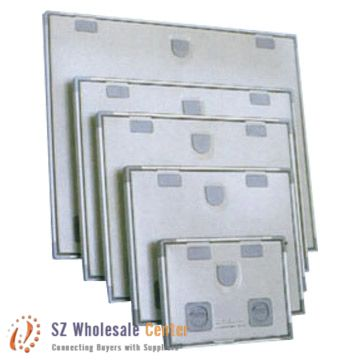 SZ Wholesale Center
Connecting Buyers with Suppliers